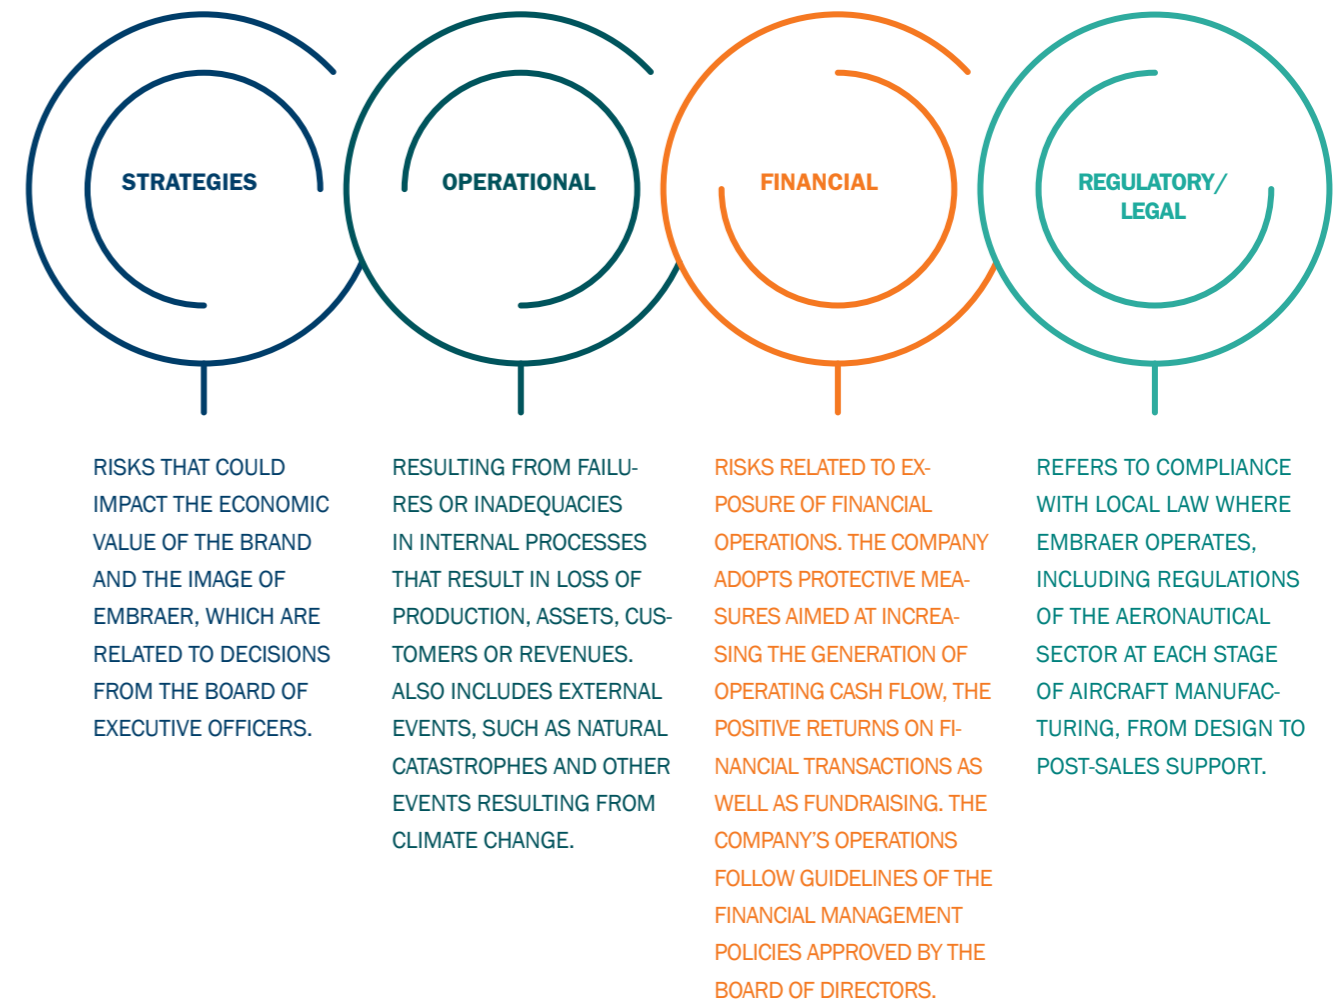 STRATEGIES
RISKS THAT COULD
IMPACT THE ECONOMIC
VALUE OF THE BRAND
AND THE IMAGE OF
EMBRAER, WHICH ARE
RELATED TO DECISIONS
FROM THE BOARD OF
EXECUTIVE OFFICERS.
OPERATIONAL
RESULTING FROM FAILU-
RES OR INADEQUACIES
IN INTERNAL PROCESSES
THAT RESULT IN LOSS OF
PRODUCTION, ASSETS, CUS-
TOMERS OR REVENUES.
ALSO INCLUDES EXTERNAL
EVENTS, SUCH AS NATURAL
CATASTROPHES AND OTHER
EVENTS RESULTING FROM
CLIMATE CHANGE.
FINANCIAL
RISKS RELATED TO EX-
POSURE OF FINANCIAL
OPERATIONS. THE COMPANY
ADOPTS PROTECTIVE MEA-
SURES AIMED AT INCREA-
SING THE GENERATION OF
OPERATING CASH FLOW, THE
POSITIVE RETURNS ON FI-
NANCIAL TRANSACTIONS AS
WELL AS FUNDRAISING. THE
COMPANY'S OPERATIONS
FOLLOW GUIDELINES OF THE
FINANCIAL MANAGEMENT
POLICIES APPROVED BY THE
BOARD OF DIRECTORS.
REGULATORY/
LEGAL
REFERS TO COMPLIANCE
WITH LOCAL LAW WHERE
EMBRAER OPERATES,
INCLUDING REGULATIONS
OF THE AERONAUTICAL
SECTOR AT EACH STAGE
OF AIRCRAFT MANUFAC-
TURING, FROM DESIGN TO
POST-SALES SUPPORT.